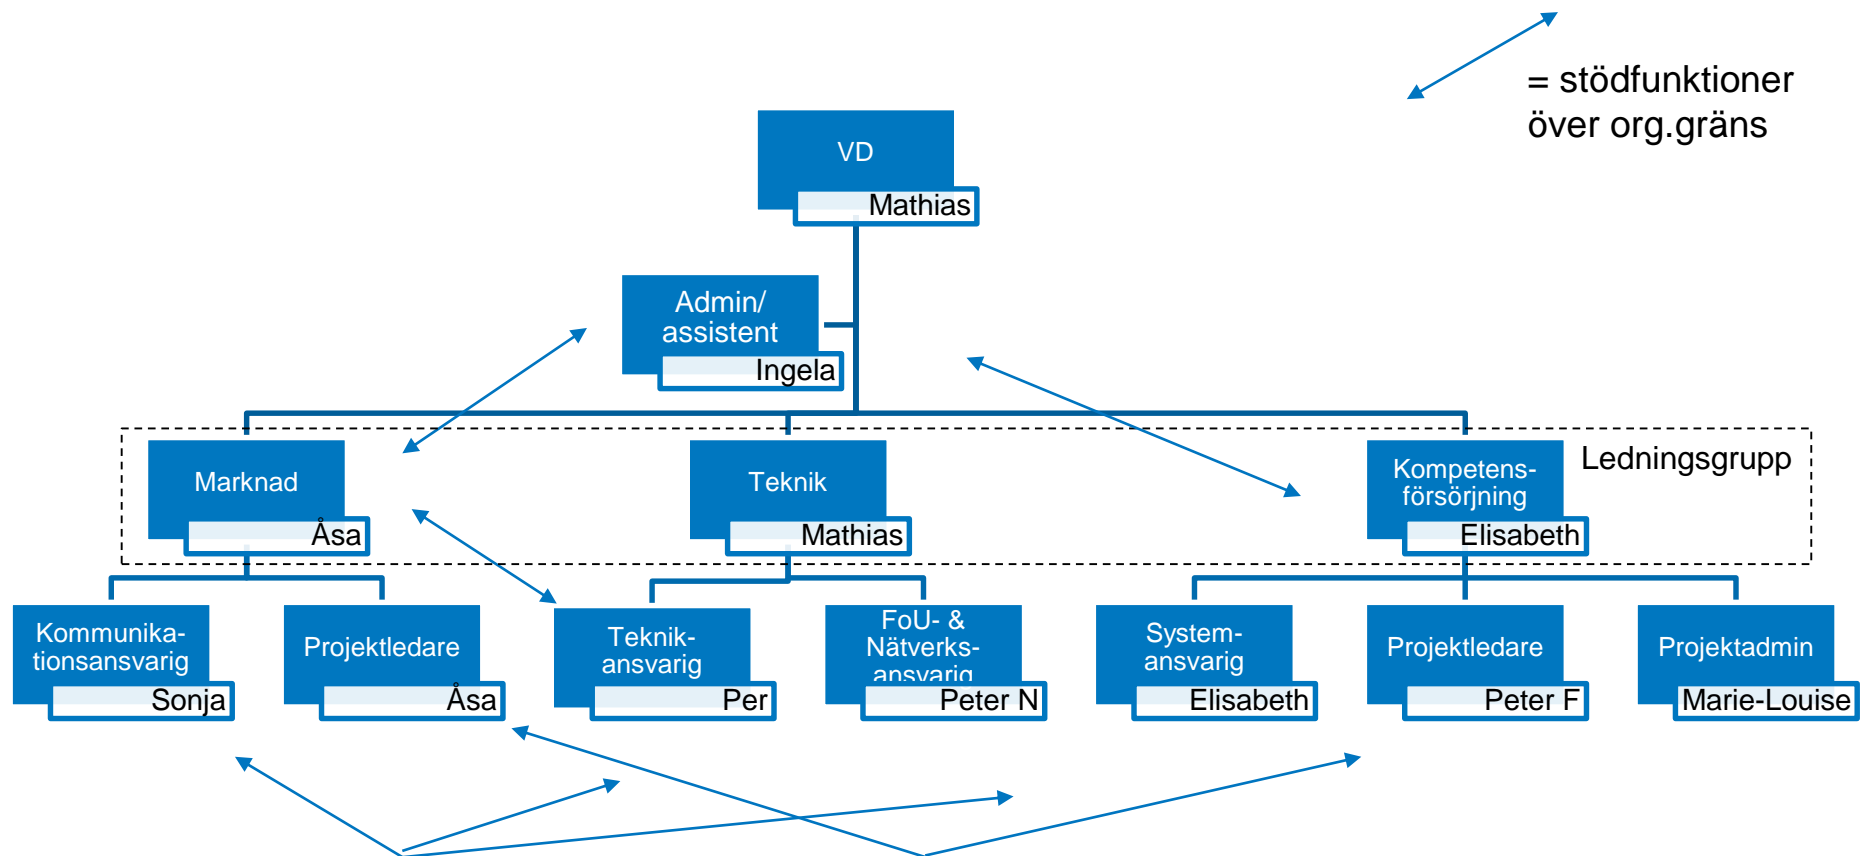 = stödfunktioner
över org.gräns
VD
Mathias
Admin/
assistent
Ingela
Ledningsgrupp
Marknad
Åsa
Teknik
Mathias
Kompetens-
försörjning
Elisabeth
Kommunika-
tionsansvarig
Sonja
Projektledare
Åsa
Teknik-
ansvarig
Per
FoU- &
Nätverks-
ansvarig
Peter N
System-
ansvarig
Elisabeth
Projektledare
Peter F
Projektadmin
Marie-Louise